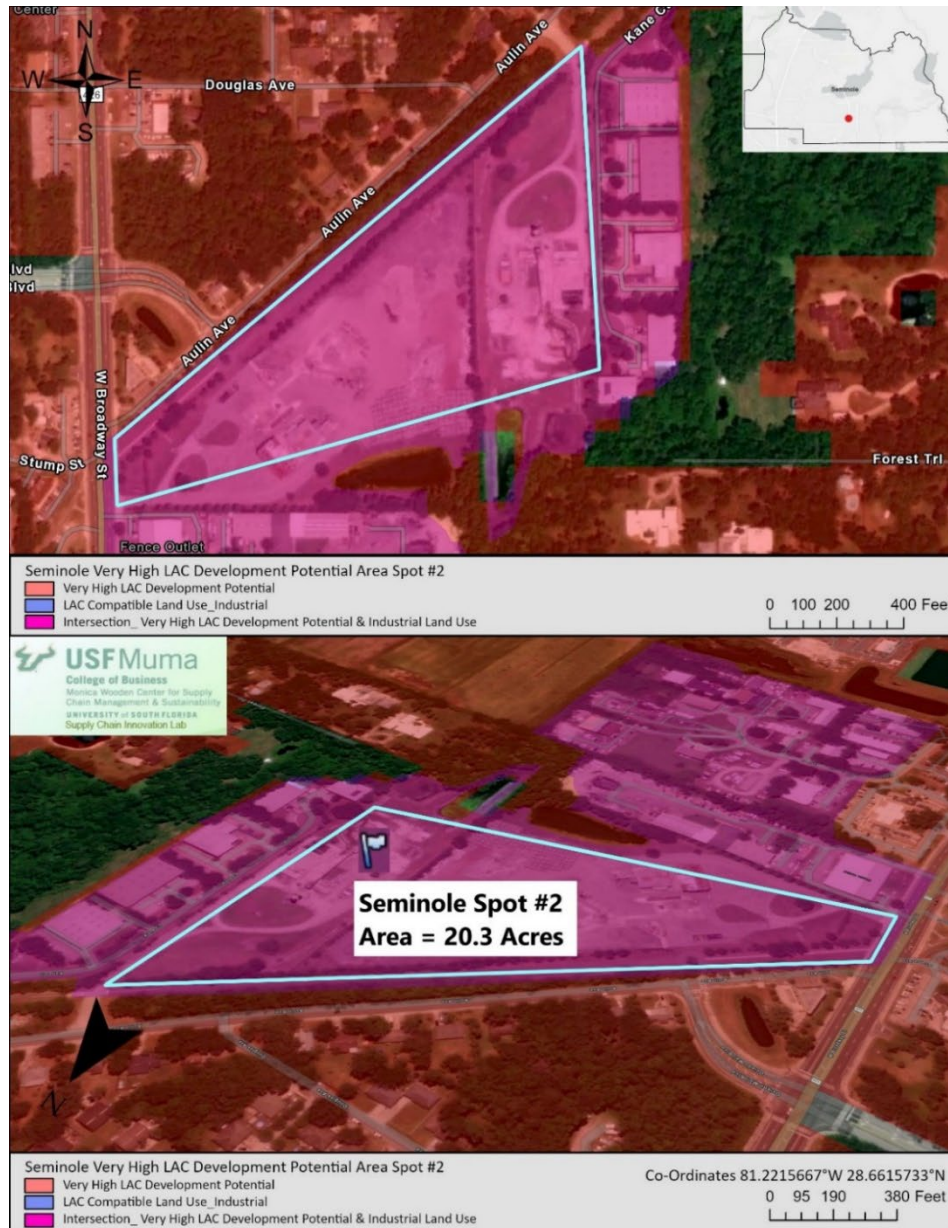 Center
N
W
E
S
Douglas Ave
Aulin Ave
Kane C
Seminole
Aulin Ave
lvd
Blvd
Aulin Ave
W Broadway St
Stump St
Forest Trl
Fence Outlet
Seminole Very High LAC Development Potential Area Spot #2
Very High LAC Development Potential
LAC Compatible Land Use_Industrial
Intersection_ Very High LAC Development Potential & Industrial Land Use
0 100 200 400 Feet
USF Muma
College of Business
Monica Wooden Center for Supply
Chain Management & Sustainability
UNIVERSITY of SOUTH FLORIDA
Supply Chain Innovation Lab
Seminole Spot #2
Area = 20.3 Acres
N
Seminole Very High LAC Development Potential Area Spot #2
Very High LAC Development Potential
LAC Compatible Land Use_Industrial
Intersection_ Very High LAC Development Potential & Industrial Land Use
Co-Ordinates 81.2215667°W 28.6615733°N
0 95 190 380 Feet